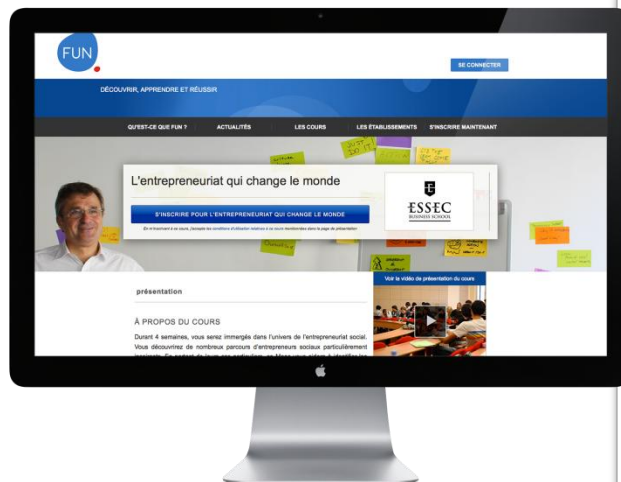 FUN
SE CONNECTER
DÉCOUVRIR, APPRENDRE ET RÉUSSIR
QU'EST-CE QUE FUN ? ACTUALITÉS LES COURS LES ÉTABLISSEMENTS S'INSCRIRE MAINTENANT
JUST
DO IT
L'entrepreneuriat qui change le monde
S'INSCRIRE POUR L'ENTREPRENEURIAT QUI CHANGE LE MONDE
ESSEC
BUSINESS SCHOOL
Voir la vidéo de présentation du cours
présentation
À PROPOS DU COURS
Durant 4 semaines, vous serez immergés dans l'univers de l'entrepreneuriat social.
Vous découvrirez de nombreux parcours d'entrepreneurs sociaux particulièrement